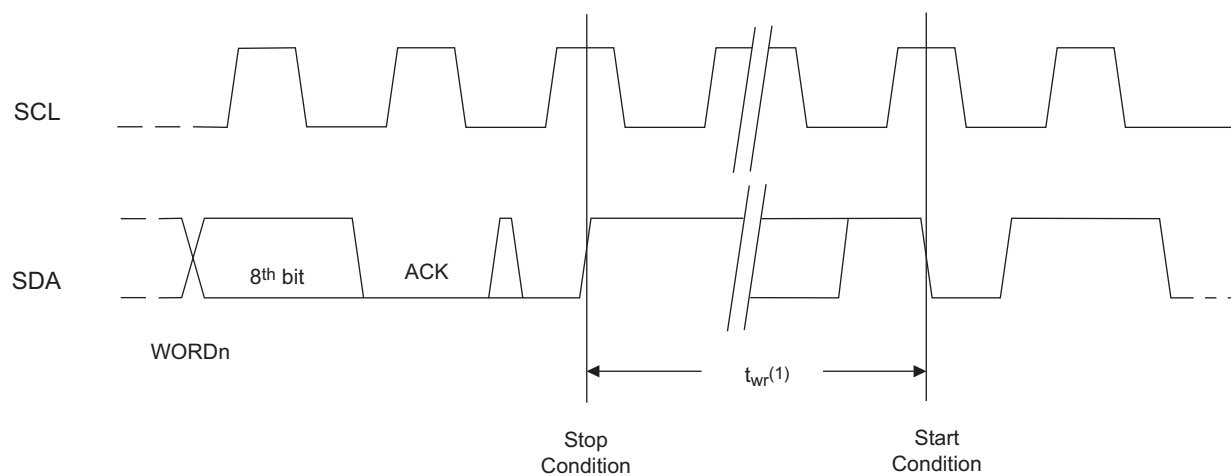 SCL
SDA
8th bit
ACK
WORDn
twr(1)
Stop
Condition
Start
Condition